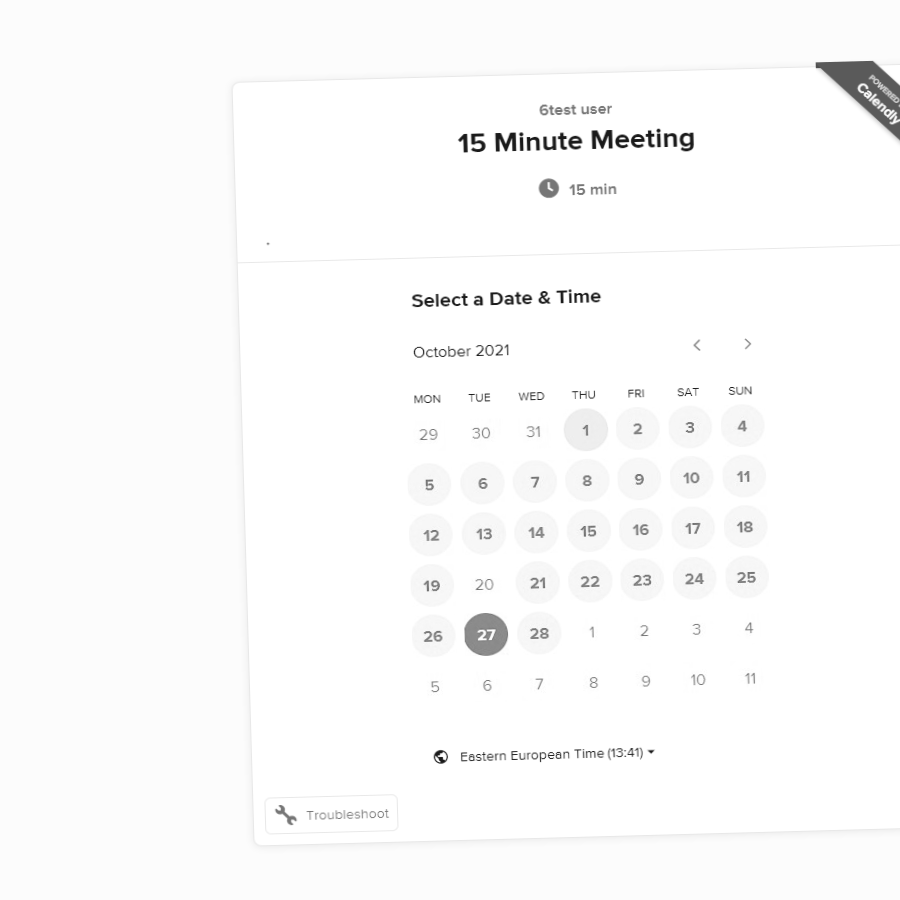 POWERED
Calendly
6test user
15 Minute Meeting
15 min
.
Select a Date & Time
October 2021
MON TUE WED THU FRI SAT SUN
29 30 31 1 2 3 4
5 6 7 8 9 10 11
12 13 14 15 16 17 18
19 20 21 22 23 24 25
26 27 28 1 2 3 4
5 6 7 8 9 10 11
Eastern European Time (13:41)
Troubleshoot